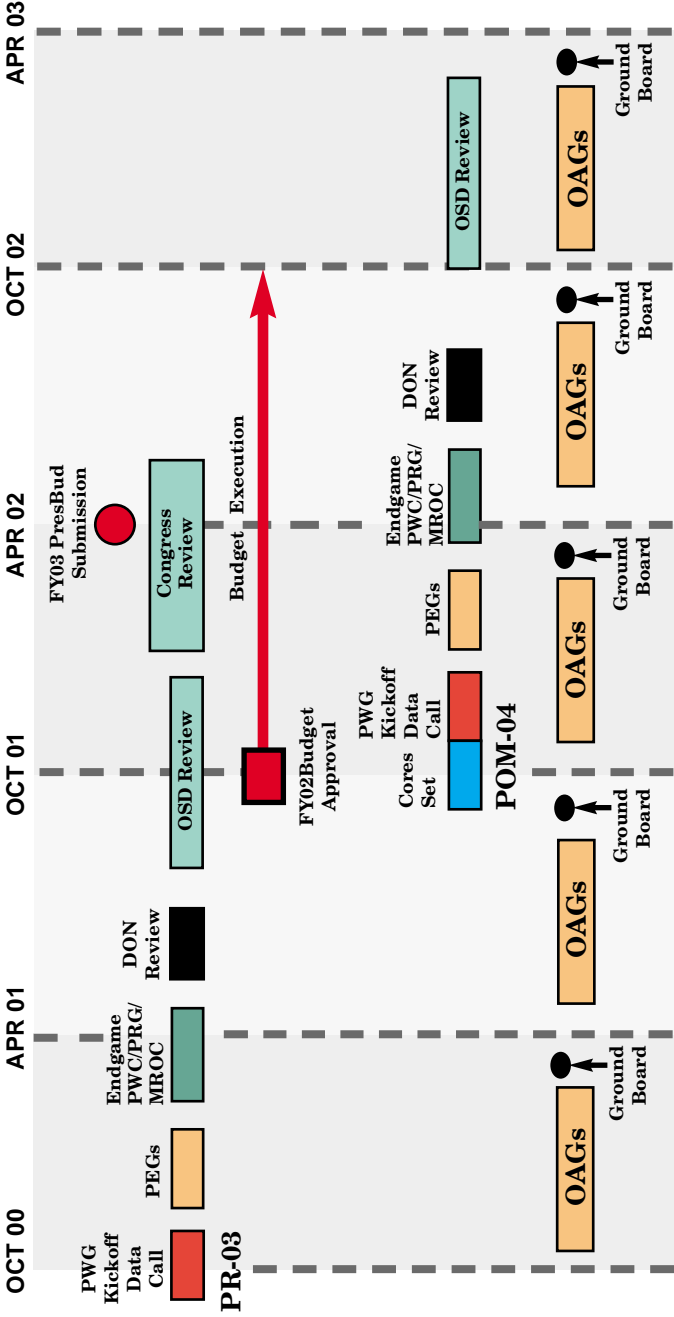 OCT 00
APR 01
OCT 01
APR 02
OCT 02
APR 03
FY03 PresBud
Submission
PWG
Kickoff
Data
Call
PEGs
Endgame
PWC/PRG/
MROC
DON
Review
OSD Review
Congress
Review
PR-03
Budget Execution
FY02Budget
Approval
Cores
Set
PWG
Kickoff
Data
Call
PEGs
Endgame
PWC/PRG/
MROC
DON
Review
OSD Review
POM-04
OAGs
Ground
Board
OAGs
Ground
Board
OAGs
Ground
Board
OAGs
Ground
Board
OAGs
Ground
Board